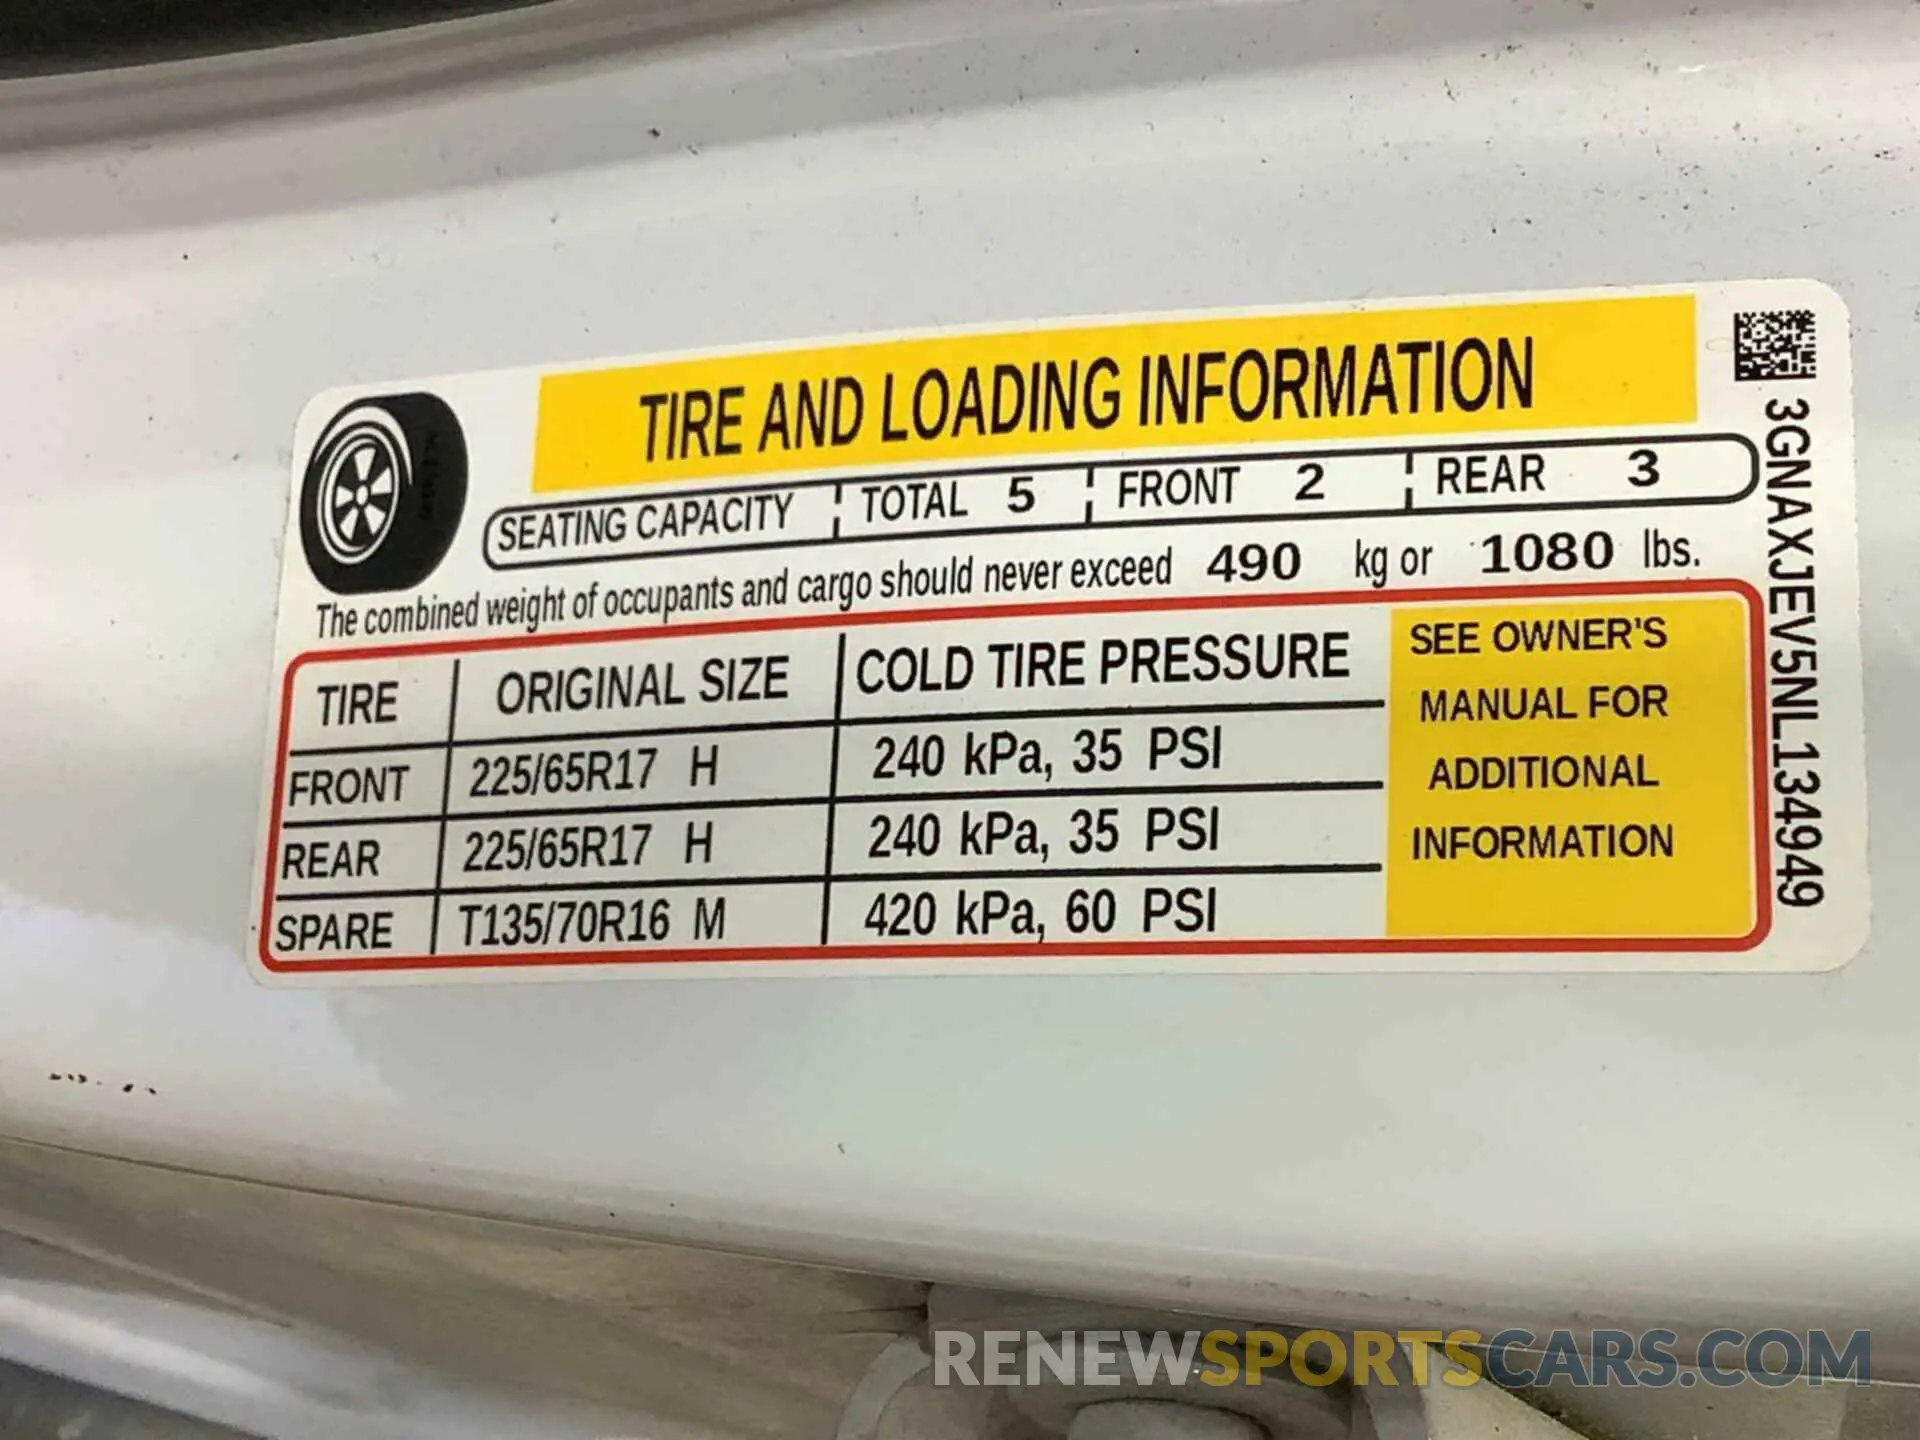 TIRE AND LOADING INFORMATION
SEATING CAPACITY TOTAL 5 FRONT 2 REAR 3
The combined weight of occupants and cargo should never exceed 490 kg or 1080 lbs.
TIRE ORIGINAL SIZE COLD TIRE PRESSURE
FRONT 225/65R17 H 240 kPa, 35 PSI
REAR 225/65R17 H 240 kPa, 35 PSI
SPARE T135/70R16 M 420 kPa, 60 PSI
SEE OWNER'S
MANUAL FOR
ADDITIONAL
INFORMATION
3GNAXJEV5NL134949
RENEWSPORTSCARS.COM